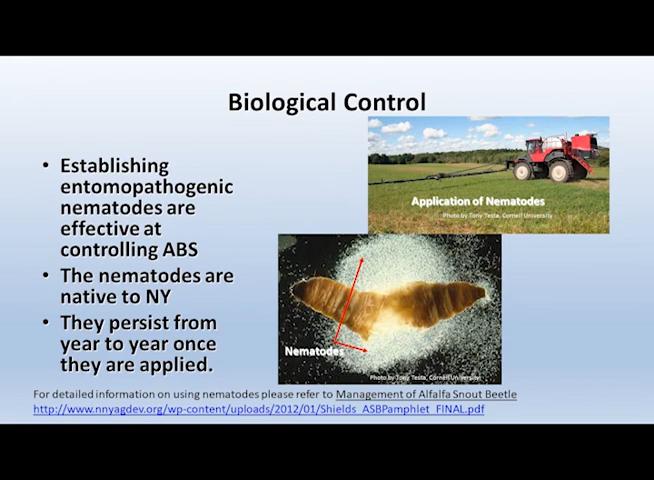 Biological Control
• Establishing
entomopathogenic
nematodes are
effective at
controlling ABS
• The nematodes are
native to NY
• They persist from
year to year once
they are applied.
Application of Nematodes
Photo by Tony Testa, Cornell University
Nematodes
Photo by Tony Testa, Cornell University
For detailed information on using nematodes please refer to Management of Alfalfa Snout Beetle
http://www.nnyagdev.org/wp-content/uploads/2012/01/Shields_ASBPamphlet_FINAL.pdf